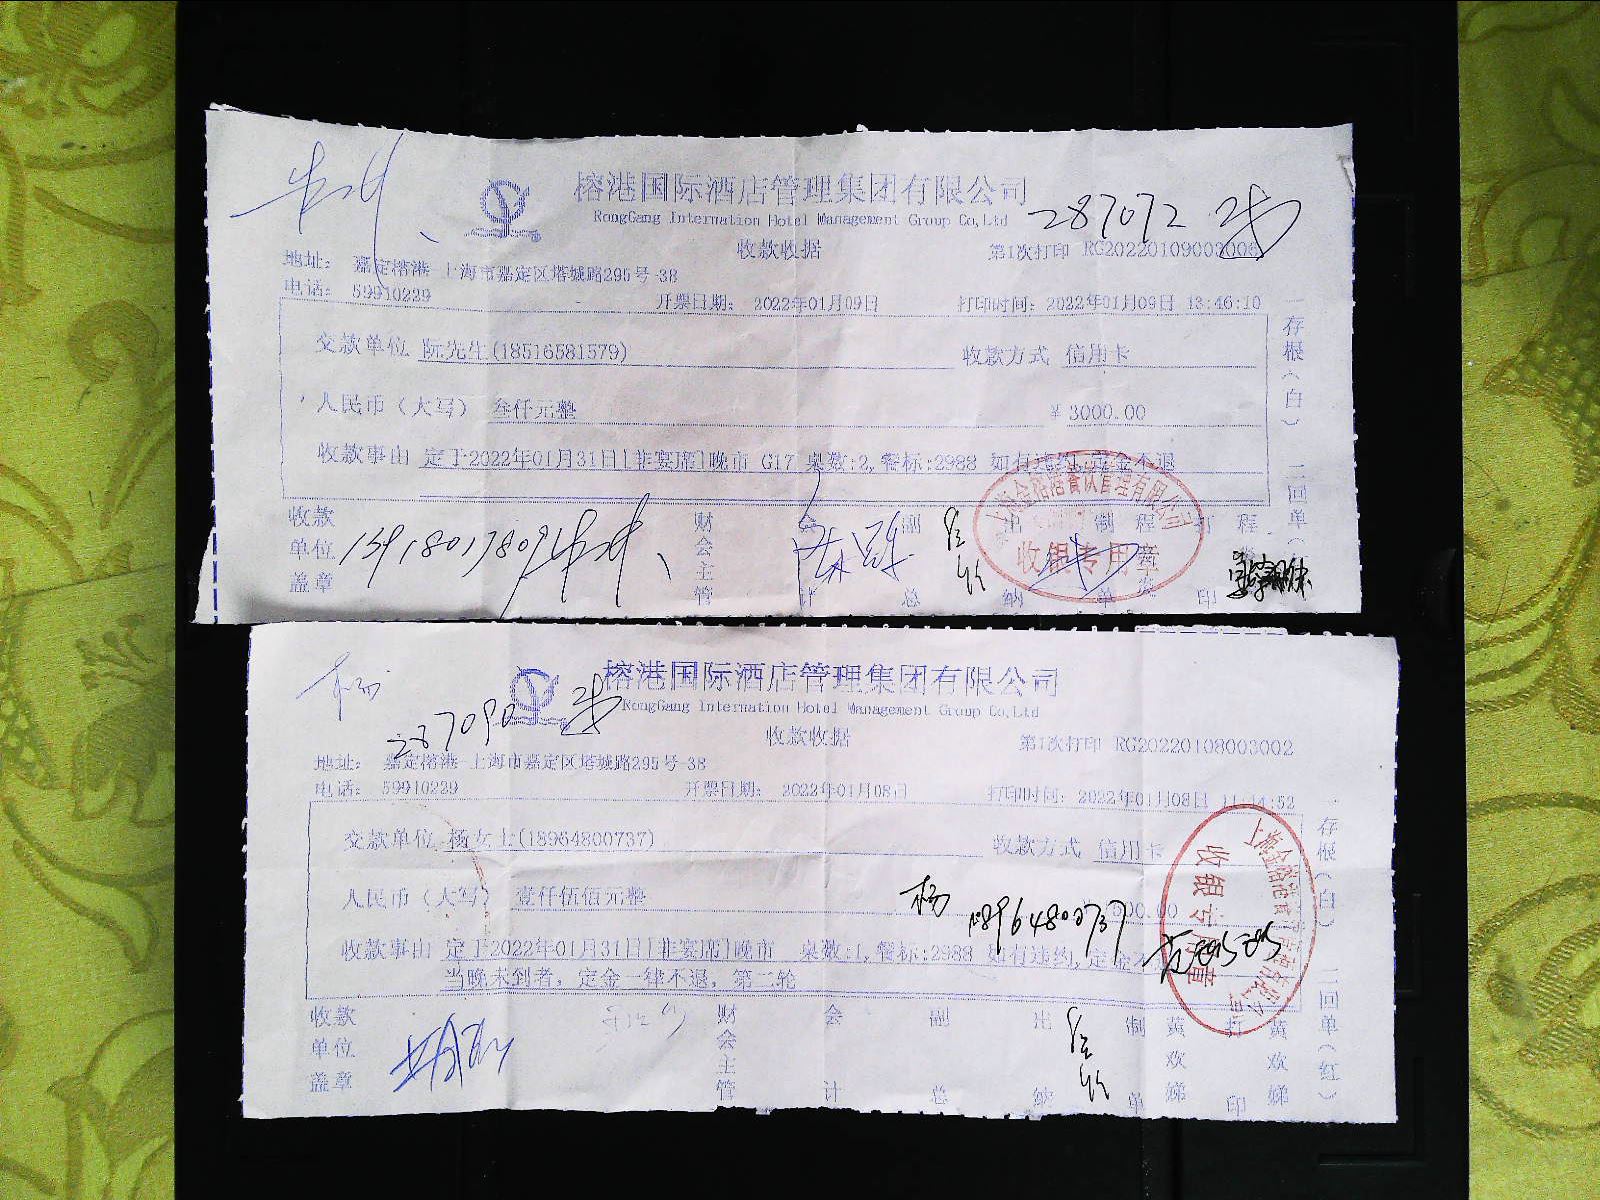 榕港国际酒店管理集团有限公司
RongGang Internation Hotel Management Group Co,Ltd
287072
收款收据
第1次打印 RG20220109003006
地址: 嘉定榕港-上海市嘉定区塔城路295号-38
电话: 59910229
开票日期: 2022年01月09日
打印时间: 2022年01月09日 13:46:10
交款单位 阮先生(18516581579)
收款方式 信用卡
人民币（大写） 叁仟元整
¥ 3000.00
收款事由 定于2022年01月31日[非宴席]晚市 G17 桌数:2,餐标:2988 如有违约,定金不退
一存根（白） 二回单（
收款单位盖章
13918017809
财会主管
会计
副总
出纳
制单
程
打印
程
收银专用章
榕港国际酒店管理集团有限公司
RongGang Internation Hotel Management Group Co,Ltd
杨
287090
收款收据
第1次打印 RG20220108003002
地址: 嘉定榕港-上海市嘉定区塔城路295号-38
电话: 59910229
开票日期: 2022年01月08日
打印时间: 2022年01月08日
交款单位 杨女士(18964800737)
收款方式 信用卡
人民币（大写） 壹仟伍佰元整
500.00
杨 18964800737
收款事由 定于2022年01月31日[非宴席]晚市 桌数:1,餐标:2988 如有违约,定金不
当晚未到者, 定金一律不退, 第二轮
一存根（白） 二回单（红）
收款单位盖章
财会主管
会计
副总
出纳
制单
黄欢娣
打印
黄欢娣